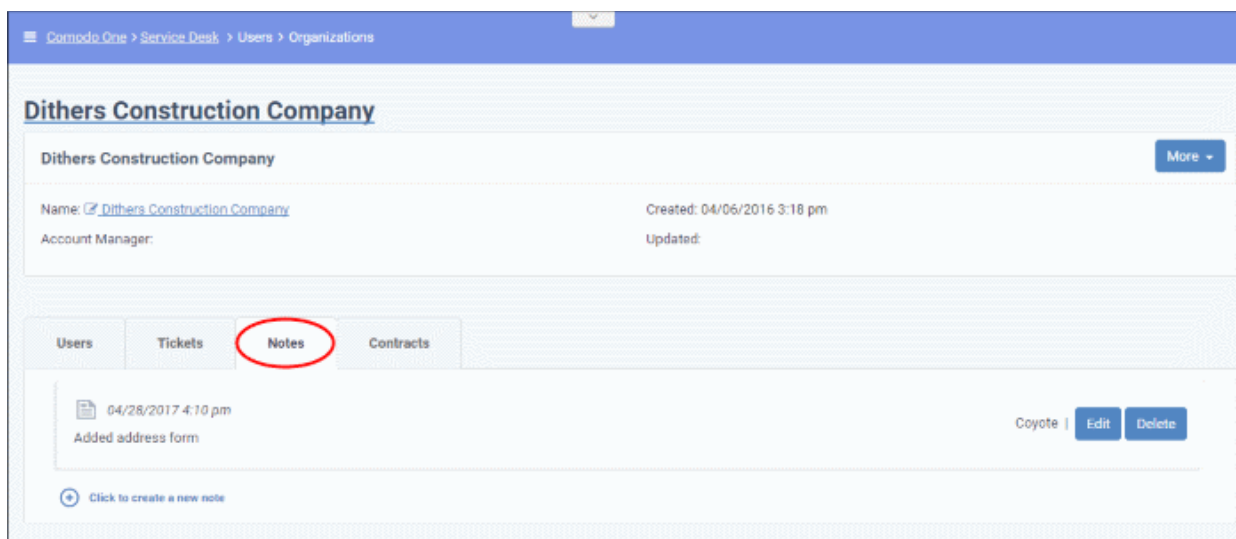 Comodo One > Service Desk > Users > Organizations
Dithers Construction Company
Dithers Construction Company
More
Name: Dithers Construction Company
Created: 04/06/2016 3:18 pm
Account Manager:
Updated:
Users Tickets Notes Contracts
04/28/2017 4:10 pm
Added address form
Coyote | Edit Delete
Click to create a new note